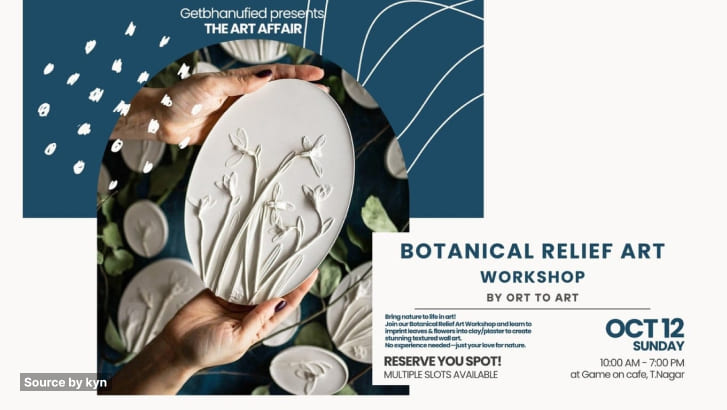 Getbhanufied presents
THE ART AFFAIR
BOTANICAL RELIEF ART
WORKSHOP
BY ORT TO ART
Bring nature to life in art!
Join our Botanical Relief Art Workshop and learn to
imprint leaves & flowers into clay/plaster to create
stunning textured wall art.
No experience needed—just your love for nature.
RESERVE YOU SPOT!
MULTIPLE SLOTS AVAILABLE
OCT 12
SUNDAY
10:00 AM - 7:00 PM
at Game on cafe, T.Nagar
Source by kyn